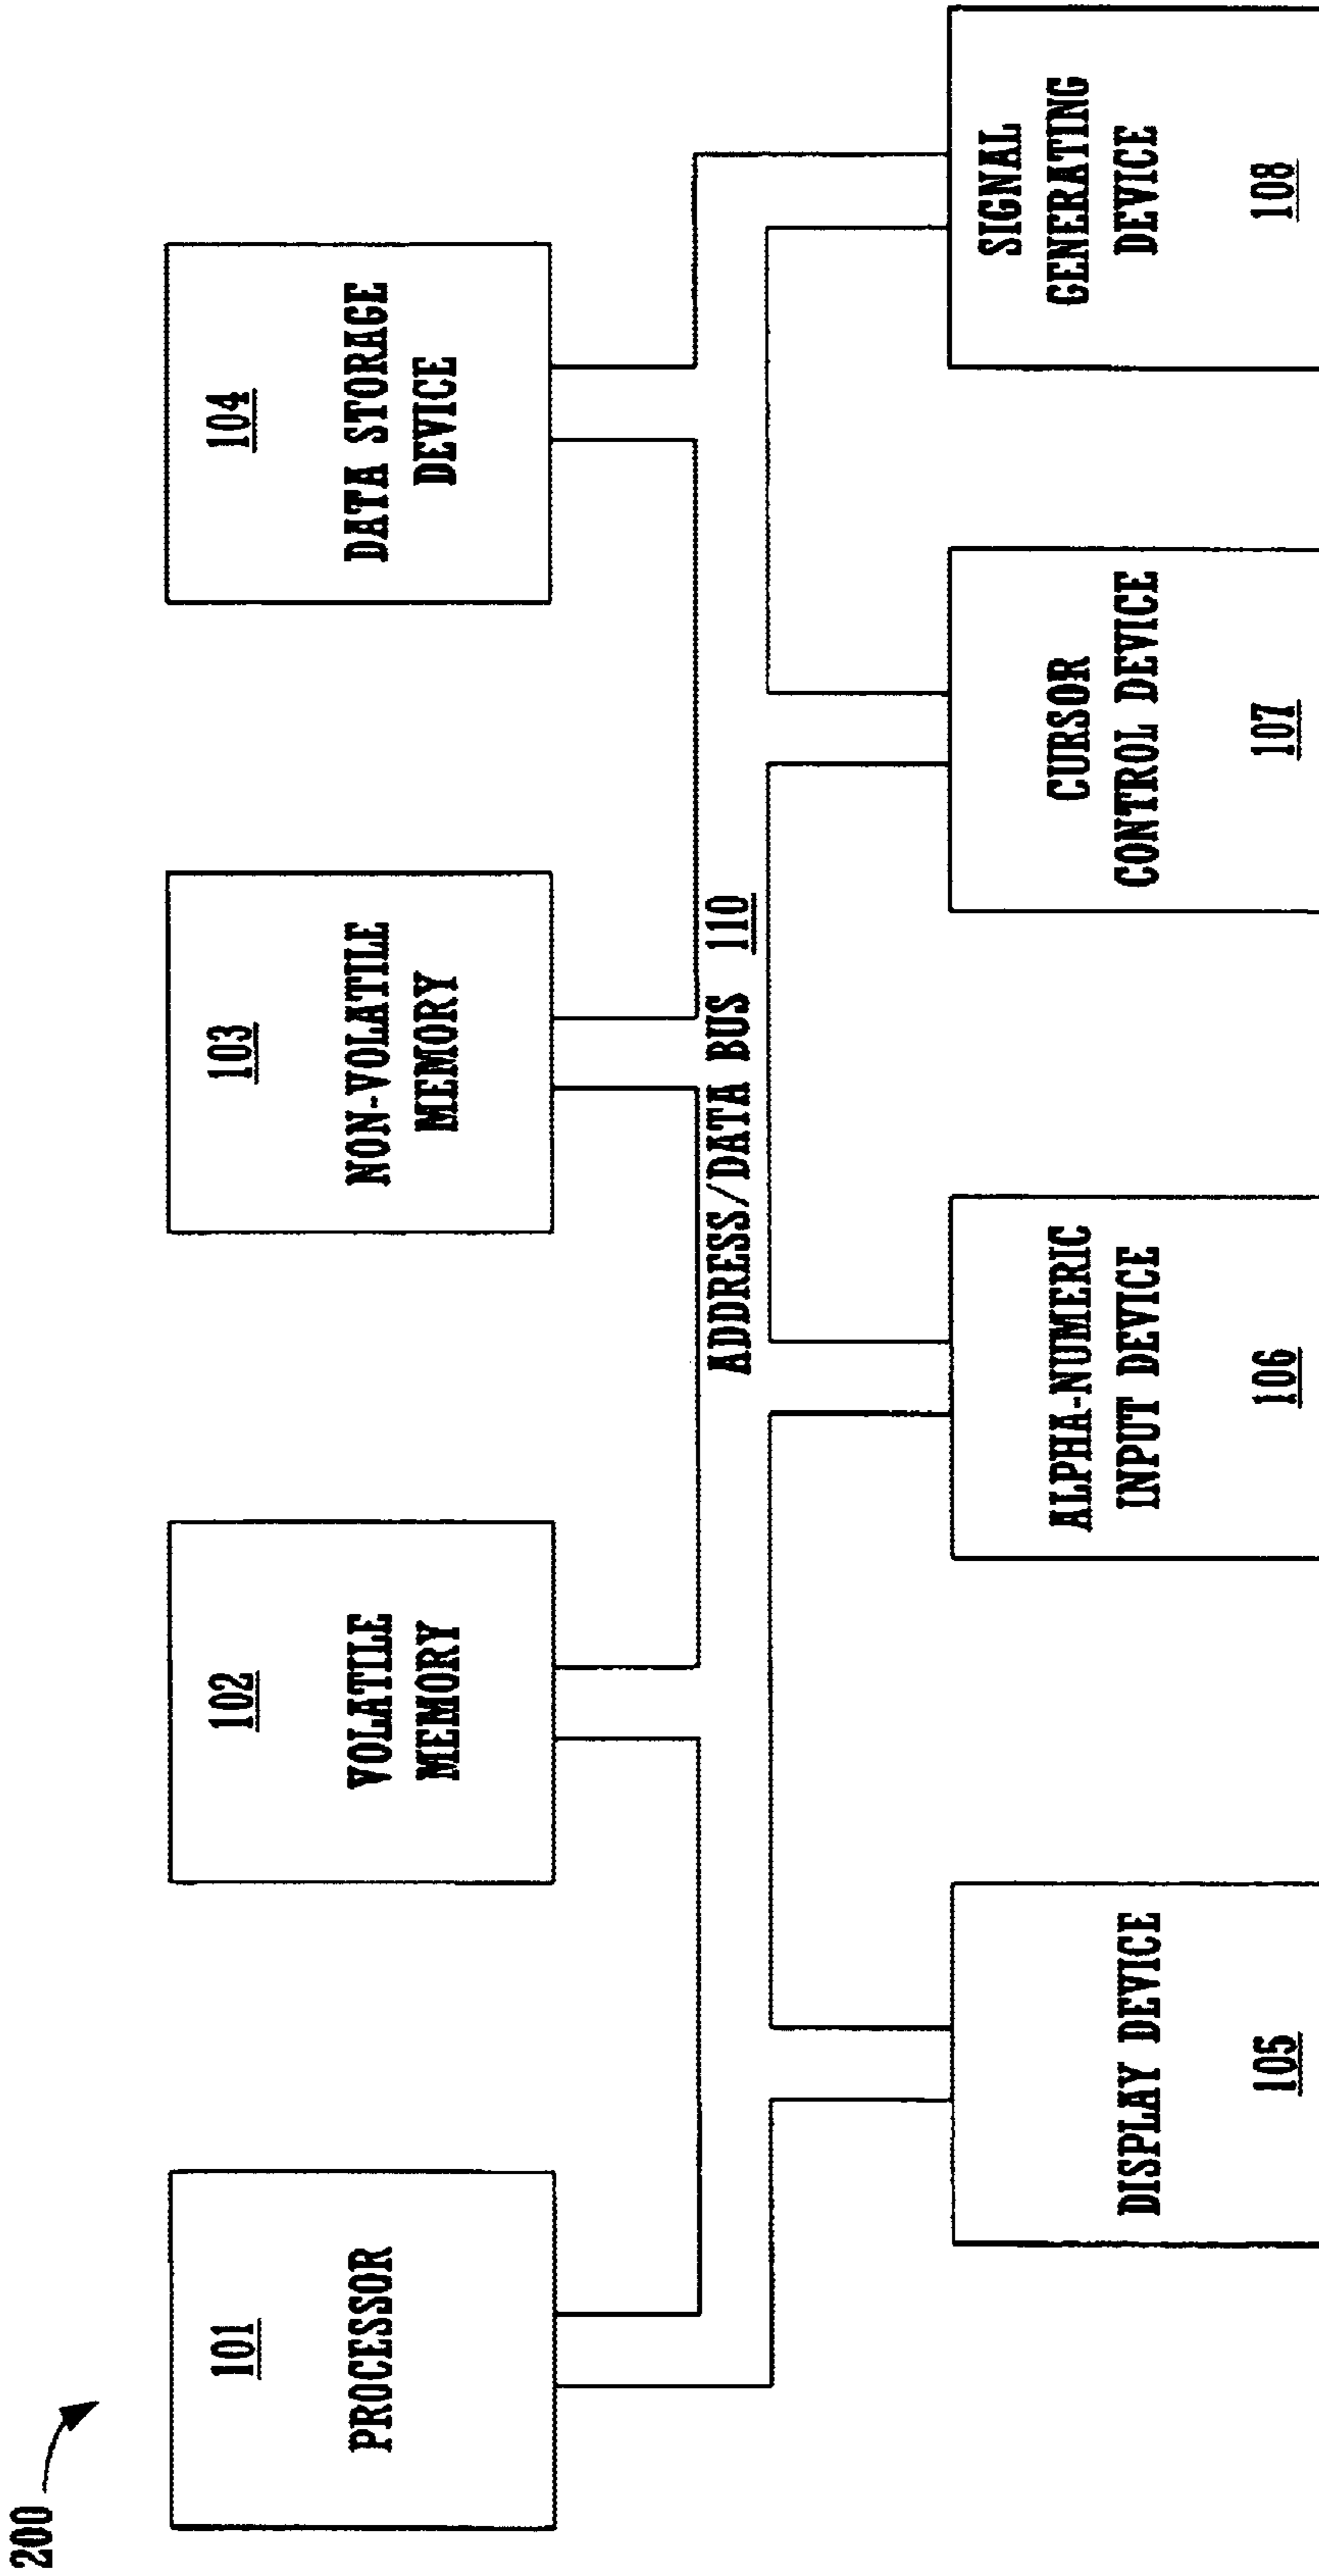 200
101
PROCESSOR
102
VOLATILE
MEMORY
103
NON-VOLATILE
MEMORY
104
DATA STORAGE
DEVICE
ADDRESS/DATA BUS 110
DISPLAY DEVICE
105
ALPHA-NUMERIC
INPUT DEVICE
106
CURSOR
CONTROL DEVICE
107
SIGNAL
GENERATING
DEVICE
108